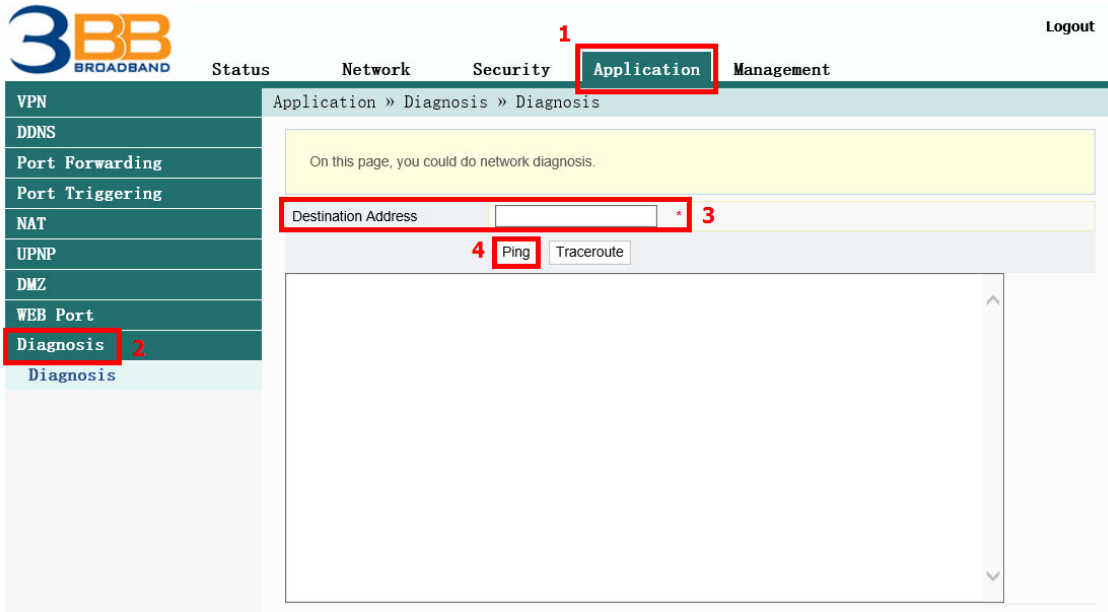 3BB
BROADBAND
Logout
1
Status Network Security Application Management
VPN
DDNS
Port Forwarding
Port Triggering
NAT
UPNP
DMZ
WEB Port
Diagnosis 2
Diagnosis
Application » Diagnosis » Diagnosis
On this page, you could do network diagnosis.
Destination Address * 3
4 Ping Traceroute